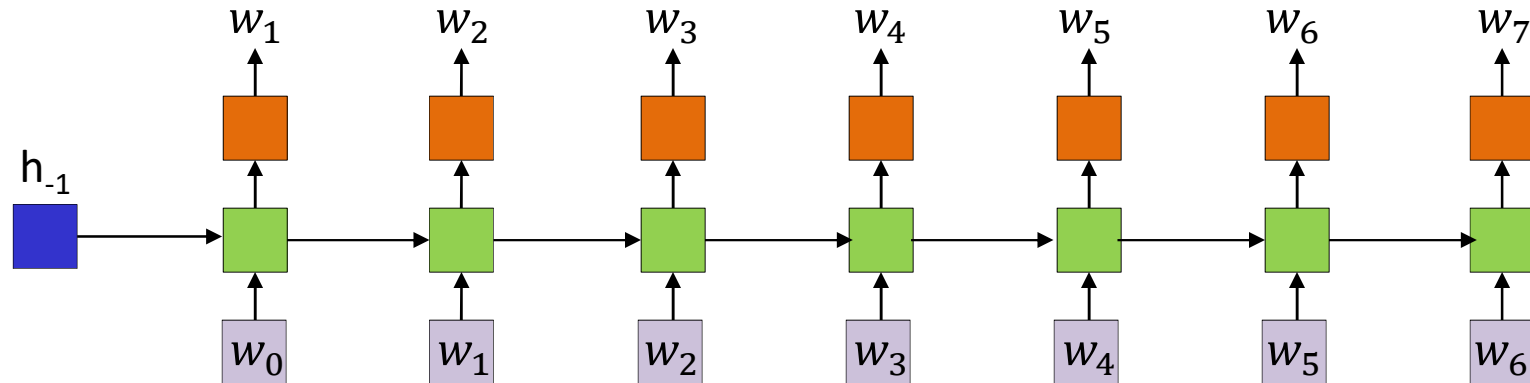 w₁ w₂ w₃ w₄ w₅ w₆ w₇
h₋₁
w₀ w₁ w₂ w₃ w₄ w₅ w₆